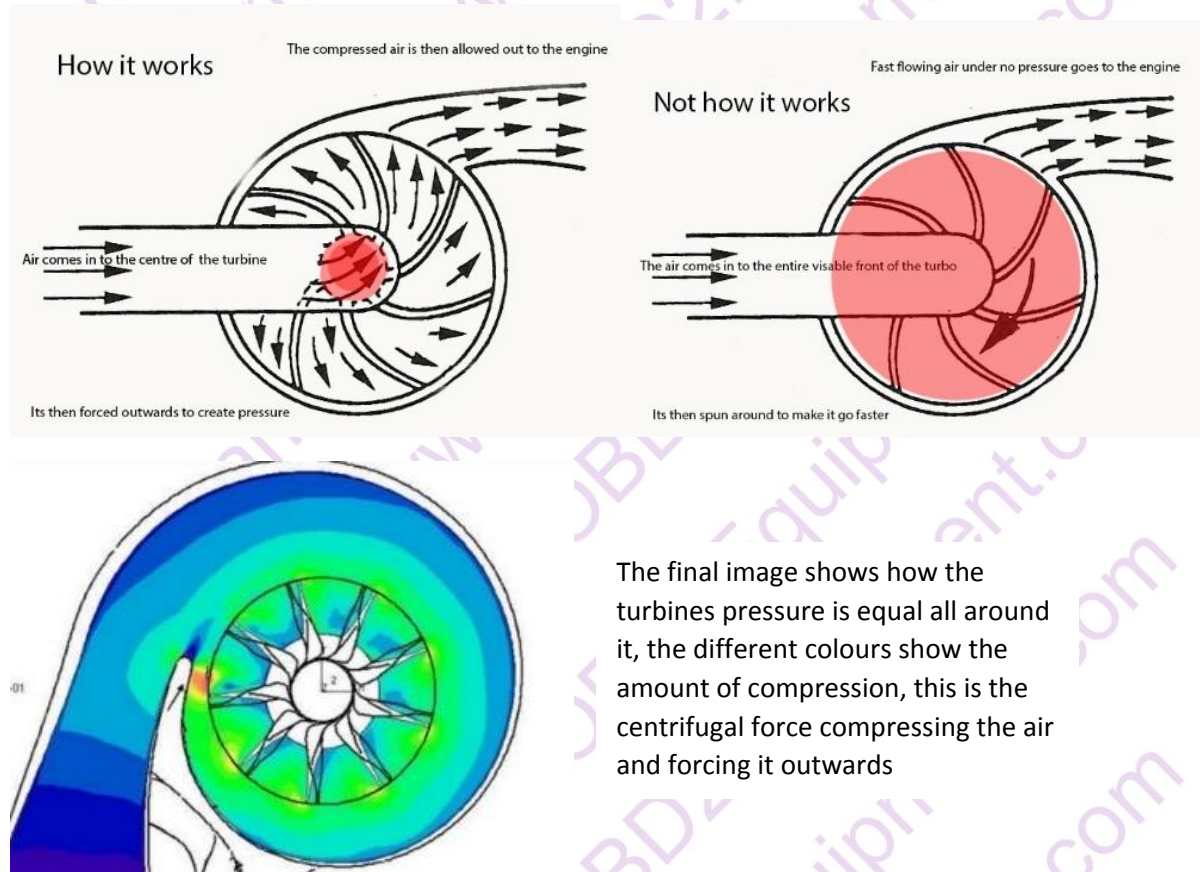 How it works
The compressed air is then allowed out to the engine
Air comes in to the centre of the turbine
Its then forced outwards to create pressure
Fast flowing air under no pressure goes to the engine
Not how it works
The air comes in to the entire visable front of the turbo
Its then spun around to make it go faster
-01
2
The final image shows how the
turbines pressure is equal all around
it, the different colours show the
amount of compression, this is the
centrifugal force compressing the air
and forcing it outwards